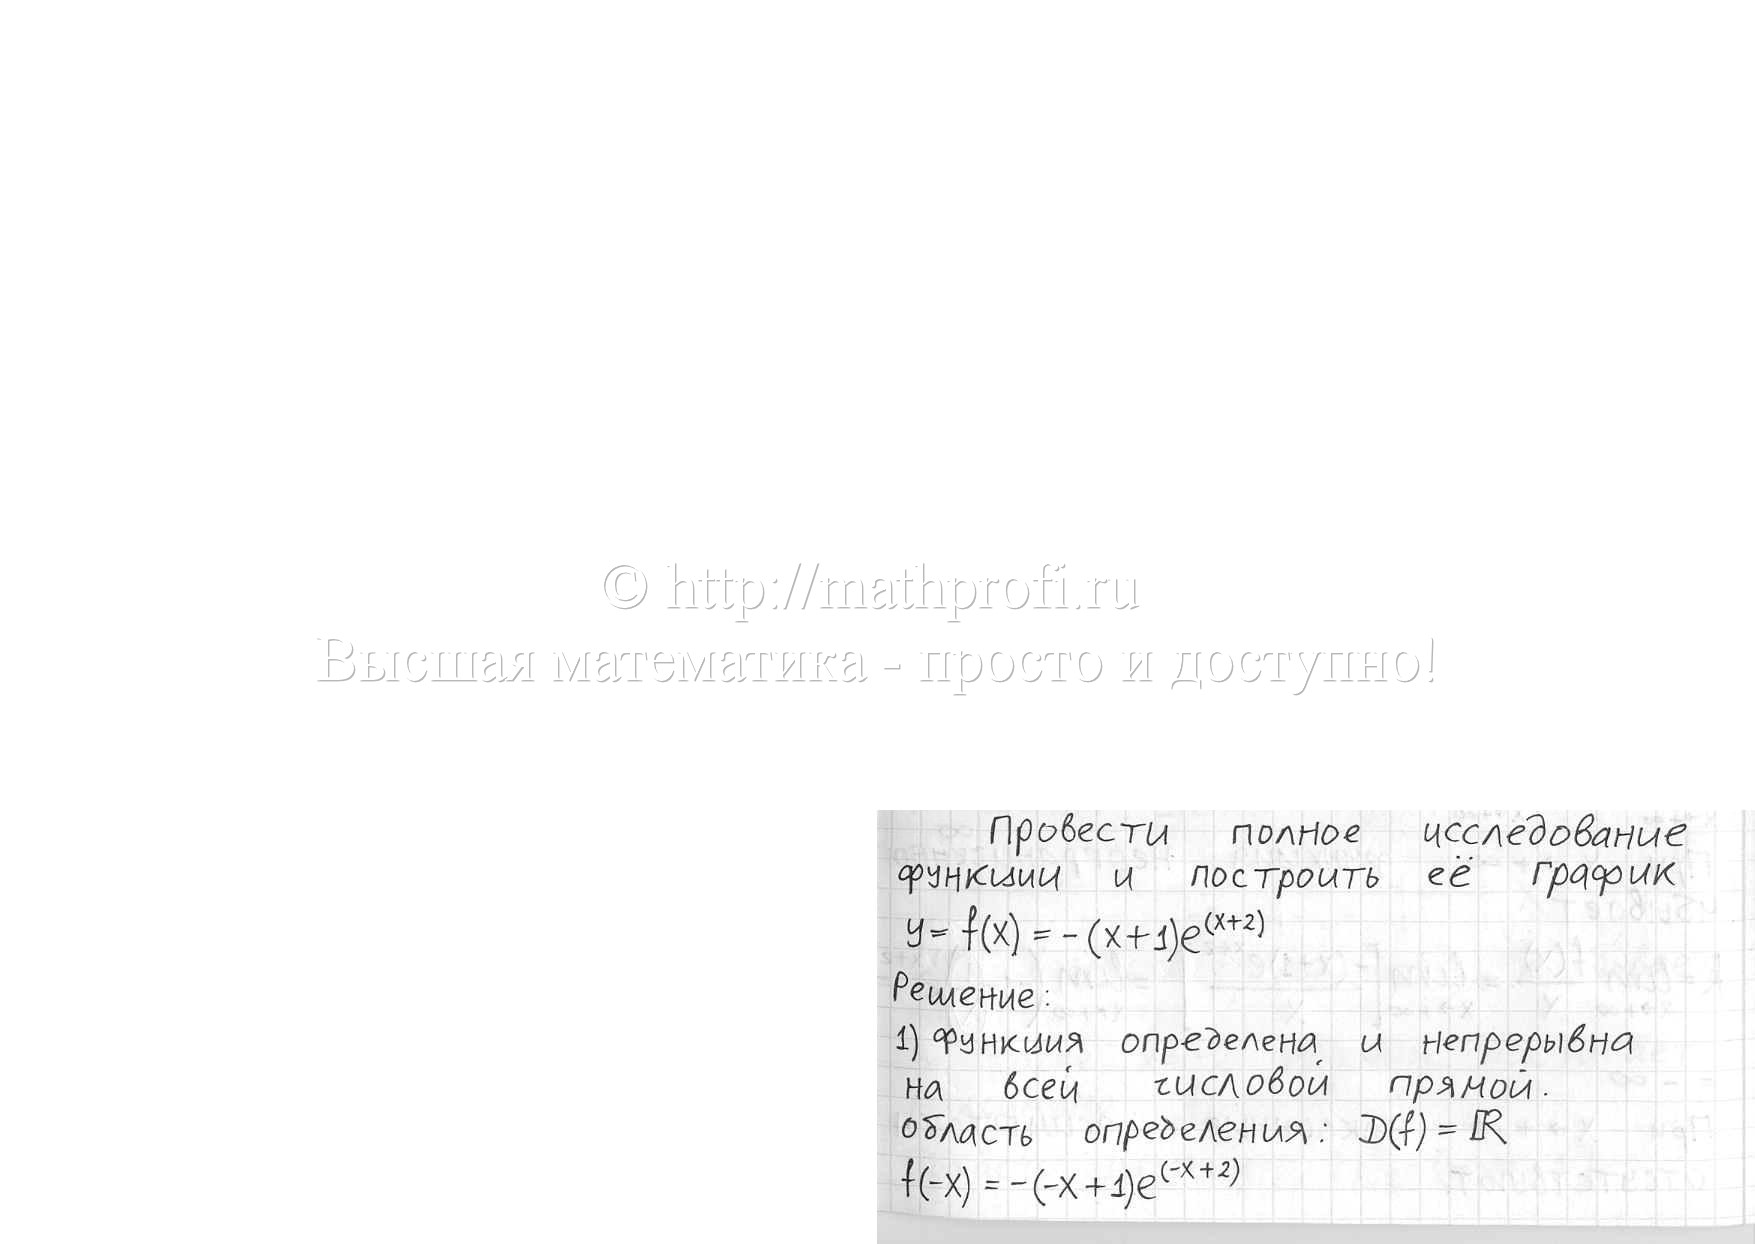 © http://mathprofi.ru
Высшая математика - просто и доступно!
Провести полное исследование
функции и построить её график
y = f(x) = -(x+1)e^(x+2)
Решение:
1) Функция определена и непрерывна
на всей числовой прямой.
область определения: D(f) = ℝ
f(-x) = -(-x+1)e^(-x+2)